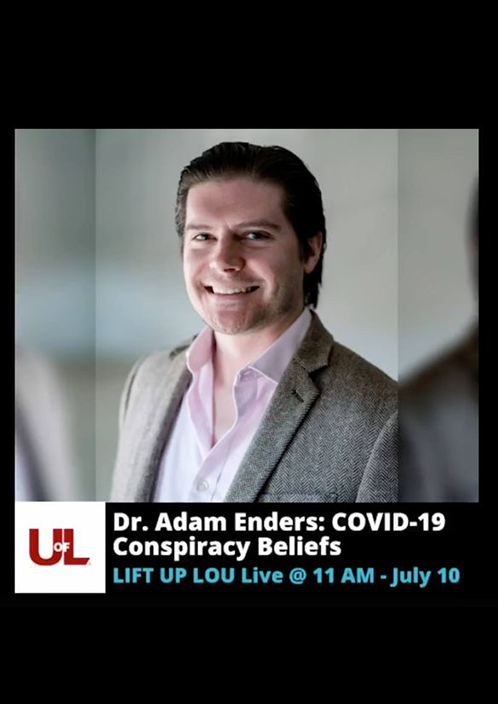 UofL
Dr. Adam Enders: COVID-19
Conspiracy Beliefs
LIFT UP LOU Live @ 11 AM - July 10